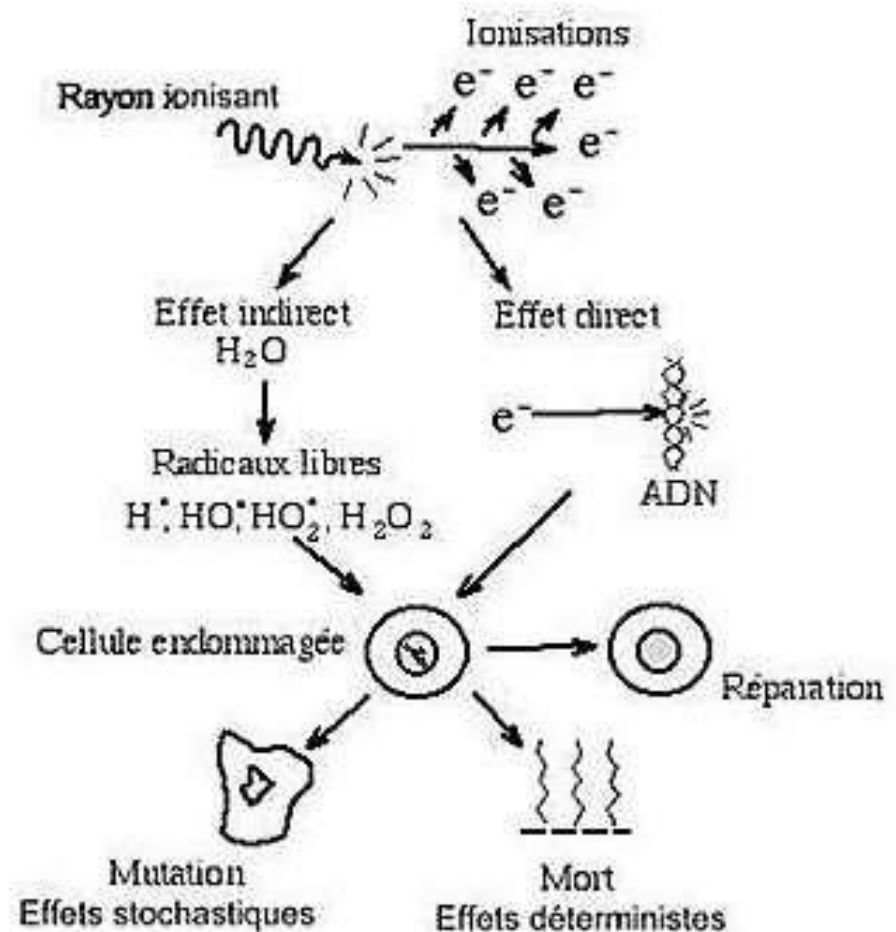 Ionisations
e⁻ e⁻ e⁻
Rayon ionisant
e⁻
e⁻ e⁻
Effet indirect
H₂O
Effet direct
e⁻
Radicaux libres
ADN
H•, HO•, HO₂•, H₂O₂
Cellule endommagée
Réparation
Mutation
Effets stochastiques
Mort
Effets déterministes